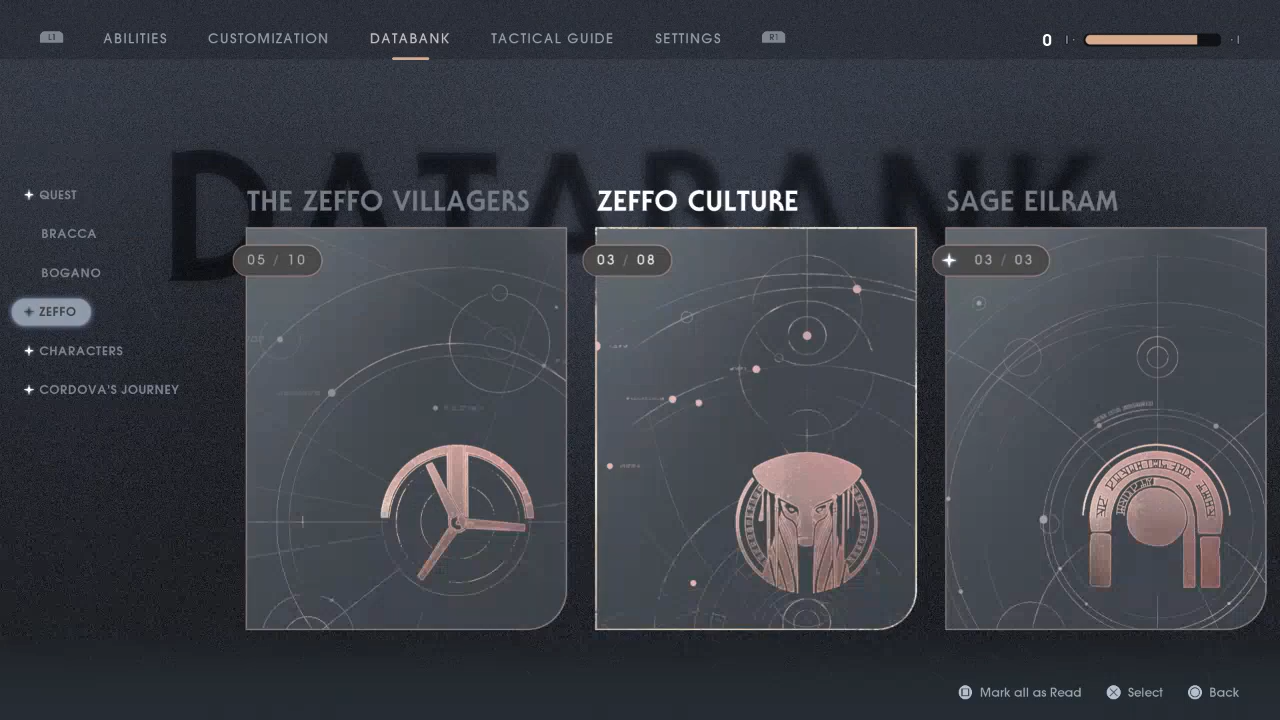 L1 ABILITIES CUSTOMIZATION DATABANK TACTICAL GUIDE SETTINGS R1 0
DATABANK
THE ZEFFO VILLAGERS ZEFFO CULTURE SAGE EILRAM
QUEST
BRACCA
BOGANO
ZEFFO
CHARACTERS
CORDOVA'S JOURNEY
05 / 10 03 / 08 03 / 03
Mark all as Read Select Back